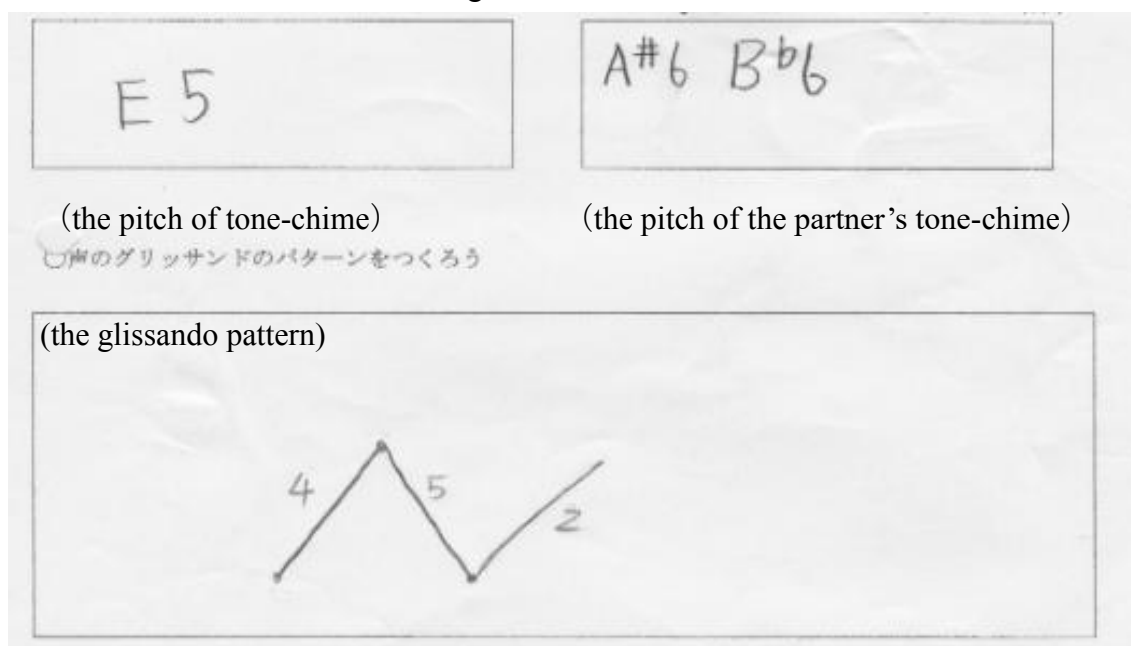 E 5
A#6 B♭6
（the pitch of tone-chime）
（the pitch of the partner’s tone-chime）
声のグリッサンドのパターンをつくろう
(the glissando pattern)
4
5
2